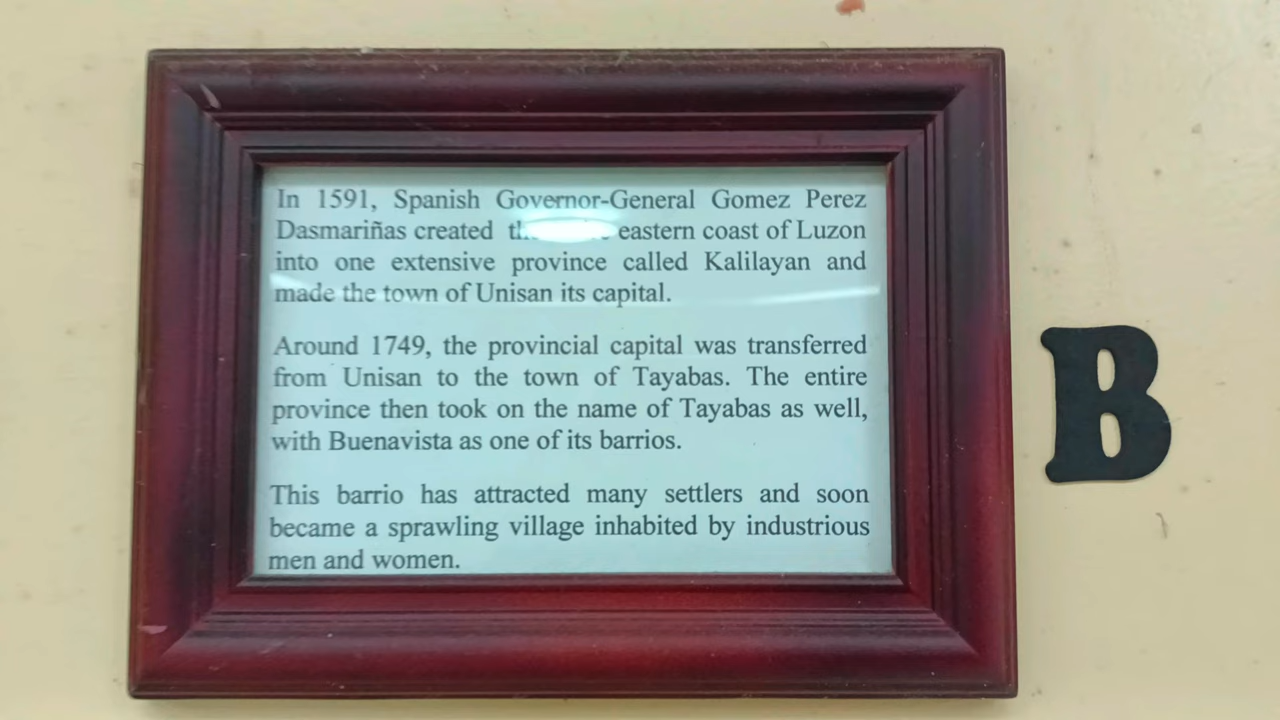 In 1591, Spanish Governor-General Gomez Perez
Dasmariñas created eastern coast of Luzon
into one extensive province called Kalilayan and
made the town of Unisan its capital.
Around 1749, the provincial capital was transferred
from Unisan to the town of Tayabas. The entire
province then took on the name of Tayabas as well,
with Buenavista as one of its barrios.
This barrio has attracted many settlers and soon
became a sprawling village inhabited by industrious
men and women.
B